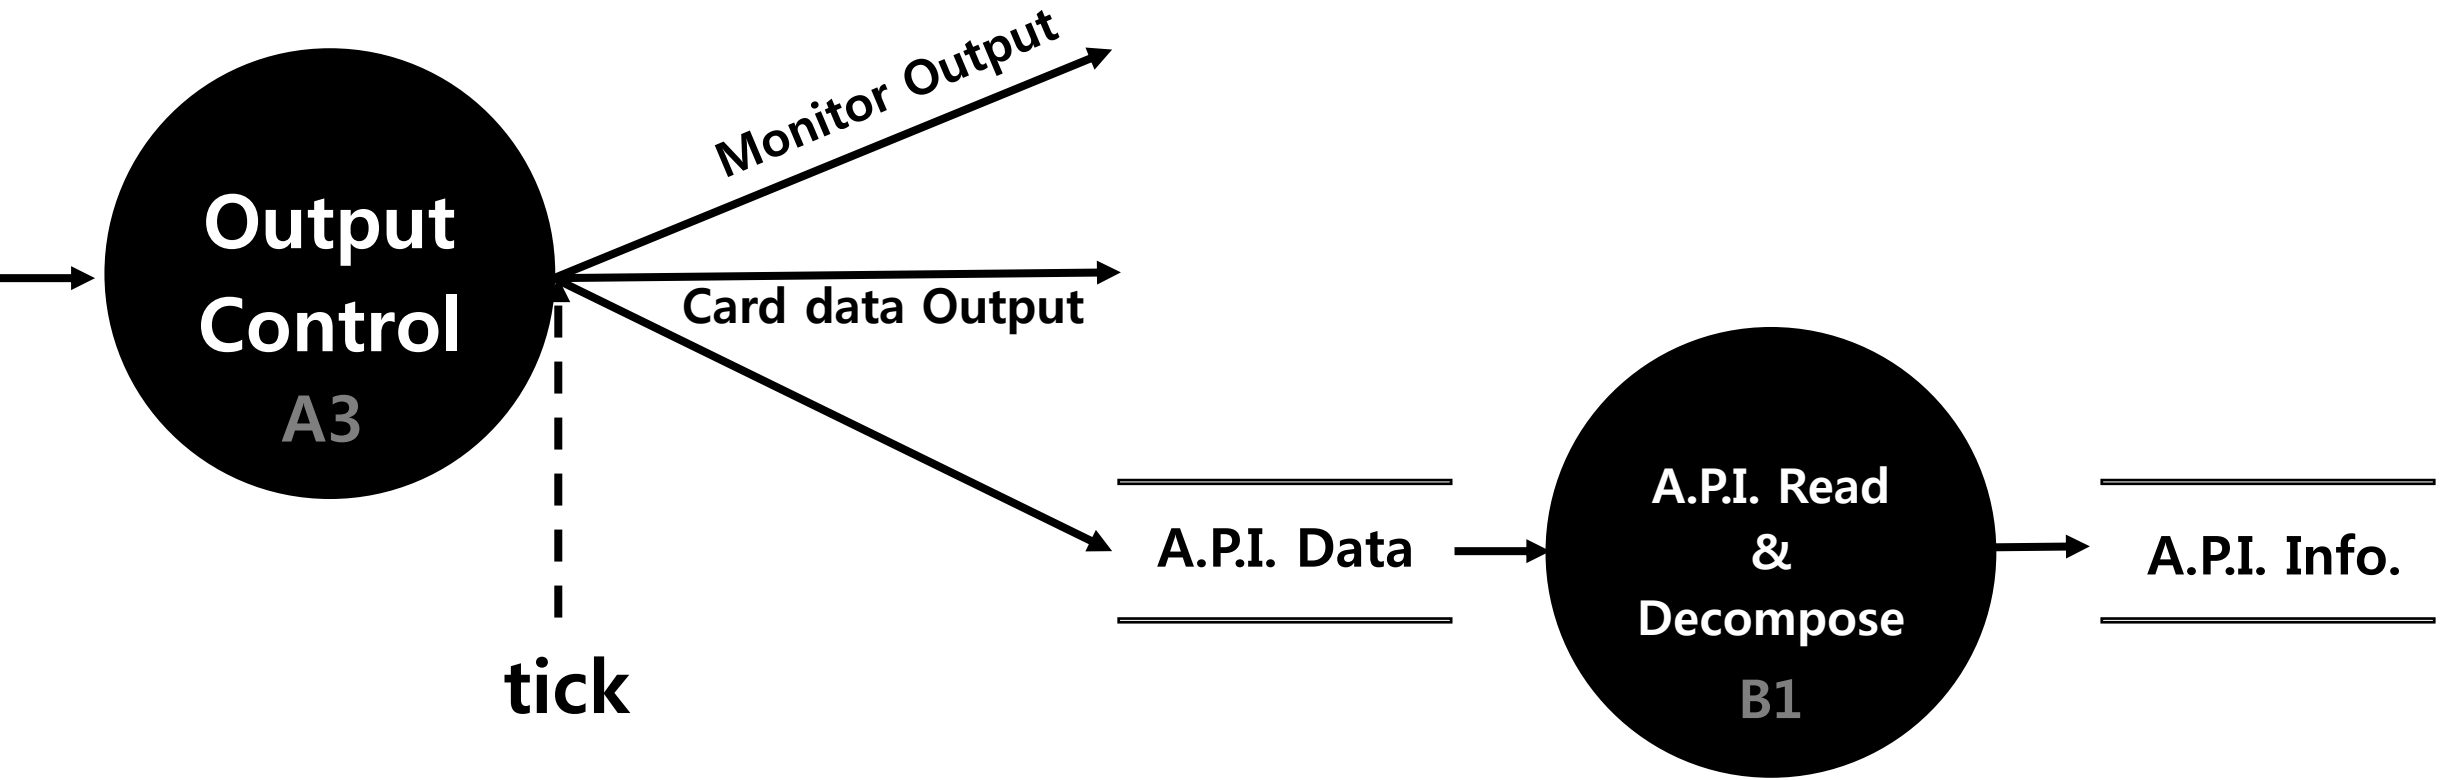 Monitor Output
Output
Control
A3
Card data Output
tick
A.P.I. Data
A.P.I. Read
&
Decompose
B1
A.P.I. Info.